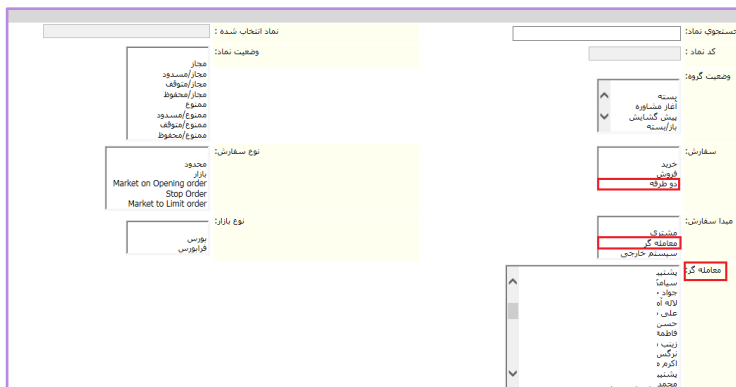 جستجوی نماد:
نماد انتخاب شده :
کد نماد :
وضعیت نماد:
مجاز
مجاز/مسدود
مجاز/متوقف
مجاز/محفوظ
ممنوع
ممنوع/مسدود
ممنوع/متوقف
ممنوع/محفوظ
وضعیت گروه:
بسته
آغاز مشاوره
پیش گشایش
باز/بسته
سفارش:
خرید
فروش
دو طرفه
نوع سفارش:
محدود
بازار
Market on Opening order
Stop Order
Market to Limit order
مبدا سفارش:
مشتری
معامله گر
سیستم خارجی
نوع بازار:
بورس
فرابورس
معامله گر:
جواد
لاله
علی
حسن
فاطمه
زینب
نرگس
اکرم
محمد